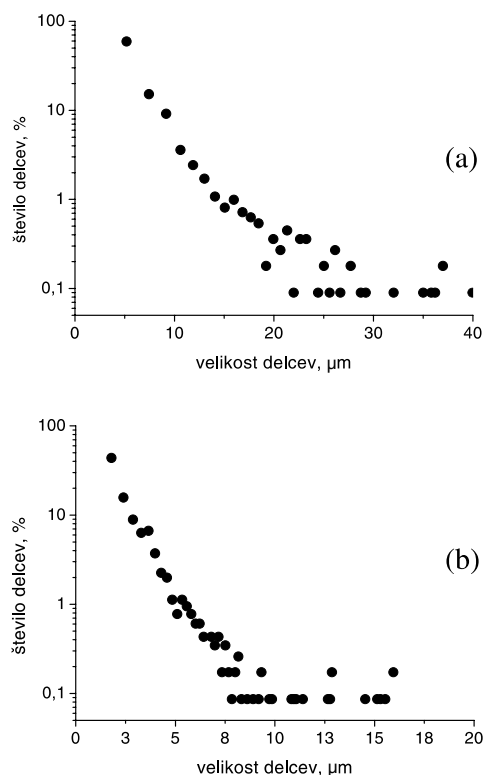 100
10
1
0,1
število delcev, %
(a)
0 10 20 30 40
velikost delcev, µm
100
10
1
0,1
število delcev, %
(b)
0 3 5 8 10 13 15 18 20
velikost delcev, µm